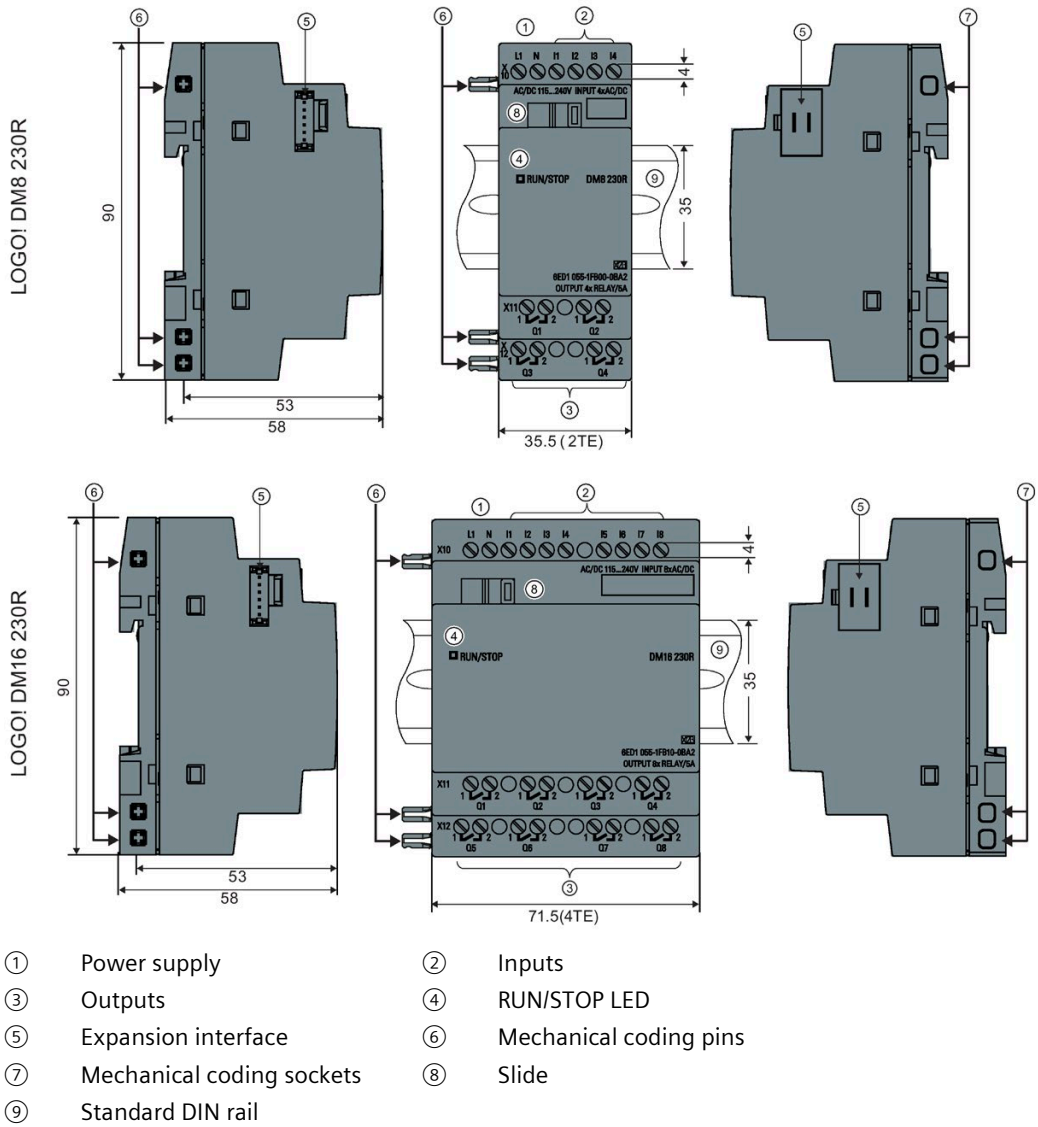 LOGO! DM8 230R
⑥ ⑤ ⑥ ① ② ⑤ ⑦
L1 N I1 I2 I3 I4
X10
4
AC/DC 115...240V INPUT 4xAC/DC
⑧
④
RUN/STOP DM8 230R
⑨
35
90
6ED1 055-1FB00-0BA2
OUTPUT 4x RELAY/5A
X11
1 2 1 2
Q1 Q2
X12
1 2 1 2
Q3 Q4
③
53
58
35.5 ( 2TE)
LOGO! DM16 230R
⑥ ⑤ ⑥ ① ② ⑤ ⑦
L1 N I1 I2 I3 I4 I5 I6 I7 I8
X10
4
AC/DC 115...240V INPUT 8xAC/DC
⑧
④
RUN/STOP DM16 230R
⑨
35
90
6ED1 055-1FB10-0BA2
OUTPUT 8x RELAY/5A
X11
1 2 1 2 1 2 1 2
Q1 Q2 Q3 Q4
X12
1 2 1 2 1 2 1 2
Q5 Q6 Q7 Q8
③
53
58
71.5(4TE)
① Power supply ② Inputs
③ Outputs ④ RUN/STOP LED
⑤ Expansion interface ⑥ Mechanical coding pins
⑦ Mechanical coding sockets ⑧ Slide
⑨ Standard DIN rail